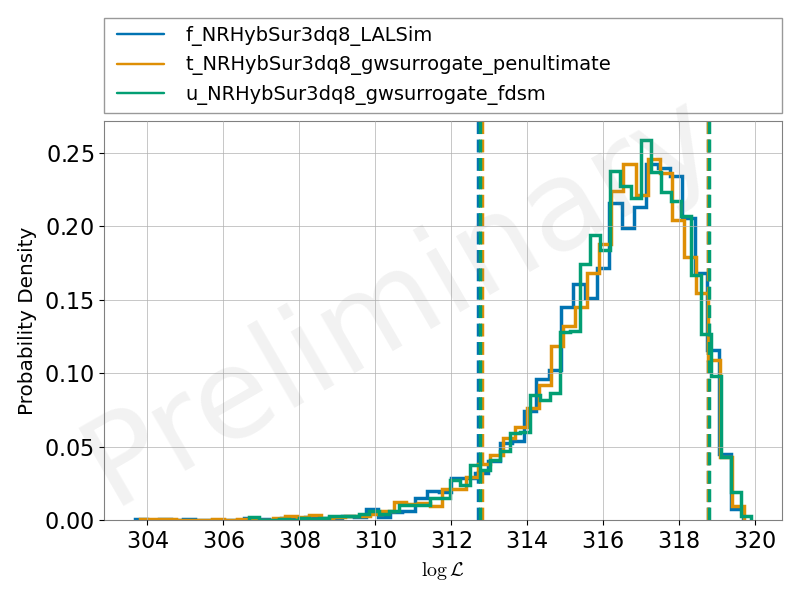 f_NRHybSur3dq8_LALSim
t_NRHybSur3dq8_gwsurrogate_penultimate
u_NRHybSur3dq8_gwsurrogate_fdsm
Preliminary
Probability Density
0.25
0.20
0.15
0.10
0.05
0.00
304 306 308 310 312 314 316 318 320
log ℒ